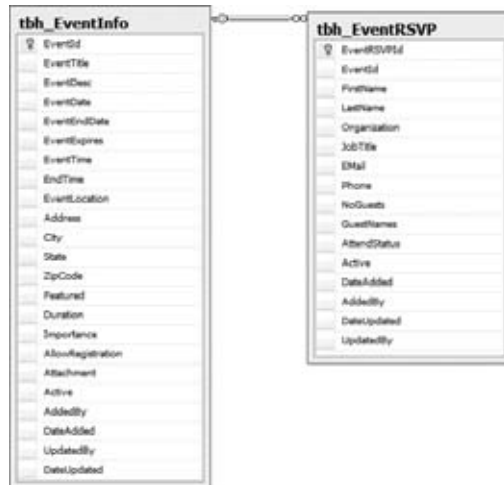 tbh_EventInfo
EventId
EventTitle
EventDesc
EventDate
EventEndDate
EventExpires
EventTime
EndTime
EventLocation
Address
City
State
ZipCode
Featured
Duration
Importance
AllowRegistration
Attachment
Active
AddedBy
DateAdded
UpdatedBy
DateUpdated
tbh_EventRSVP
EventRSVPId
EventId
FirstName
LastName
Organization
JobTitle
EMail
Phone
NoGuests
GuestNames
AttendStatus
Active
DateAdded
AddedBy
DateUpdated
UpdatedBy